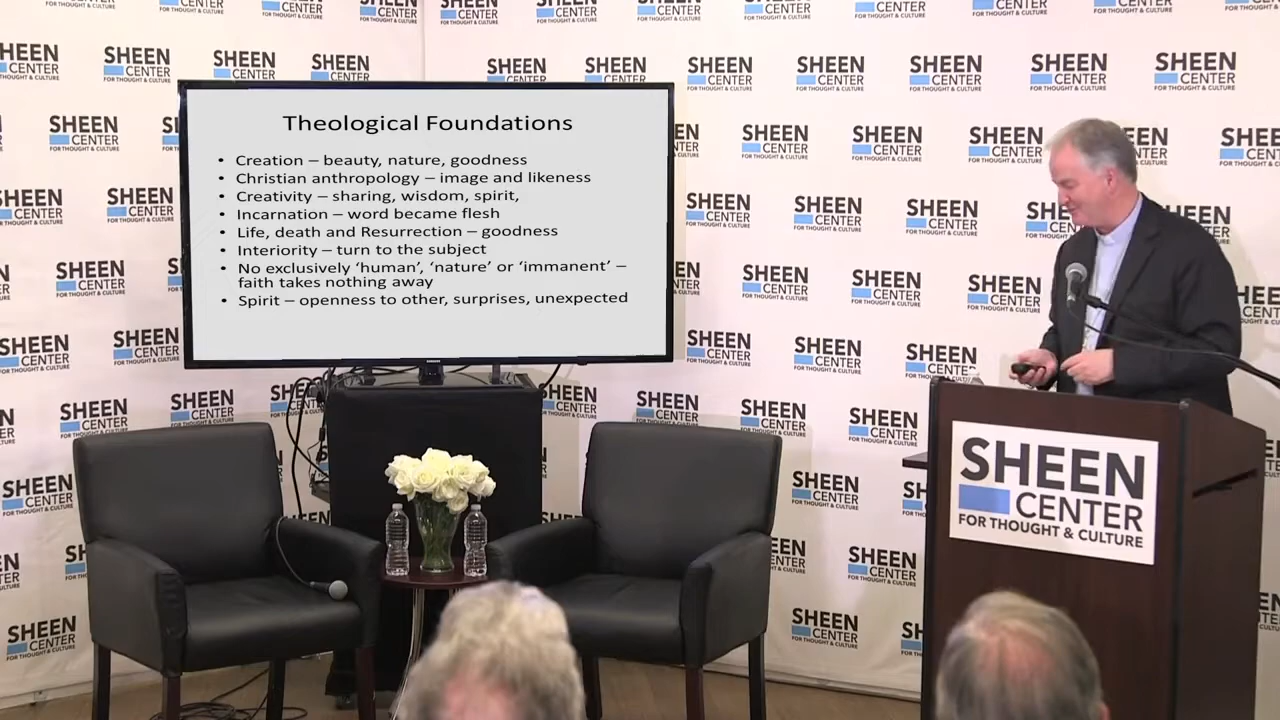 Theological Foundations
• Creation – beauty, nature, goodness
• Christian anthropology – image and likeness
• Creativity – sharing, wisdom, spirit,
• Incarnation – word became flesh
• Life, death and Resurrection – goodness
• Interiority – turn to the subject
• No exclusively ‘human’, ‘nature’ or ‘immanent’ –
faith takes nothing away
• Spirit – openness to other, surprises, unexpected
SHEEN
CENTER
FOR THOUGHT & CULTURE